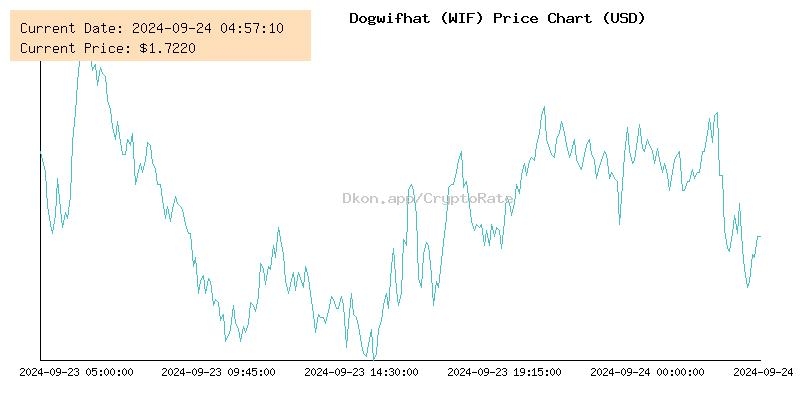 Dogwifhat (WIF) Price Chart (USD)
Current Date: 2024-09-24 04:57:10
Current Price: $1.7220
Dkon.app/CryptoRate
2024-09-23 05:00:00 2024-09-23 09:45:00 2024-09-23 14:30:00 2024-09-23 19:15:00 2024-09-24 00:00:00 2024-09-24